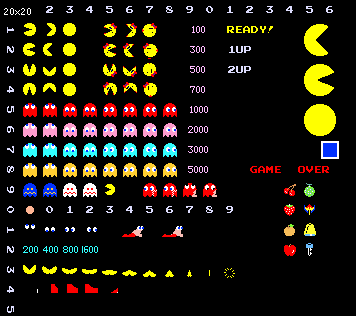 20x20 2 3 4 5 6 7 8 9 0 1 2 3 4 5 6
1 100 READY!
2 300 1UP
3 500 2UP
4 700
5 1000
6 2000
7 3000
8 5000 GAME OVER
9
0 0 1 2 3 4 5 6 7 8 9
1
2 200 400 800 1600
3
4
5